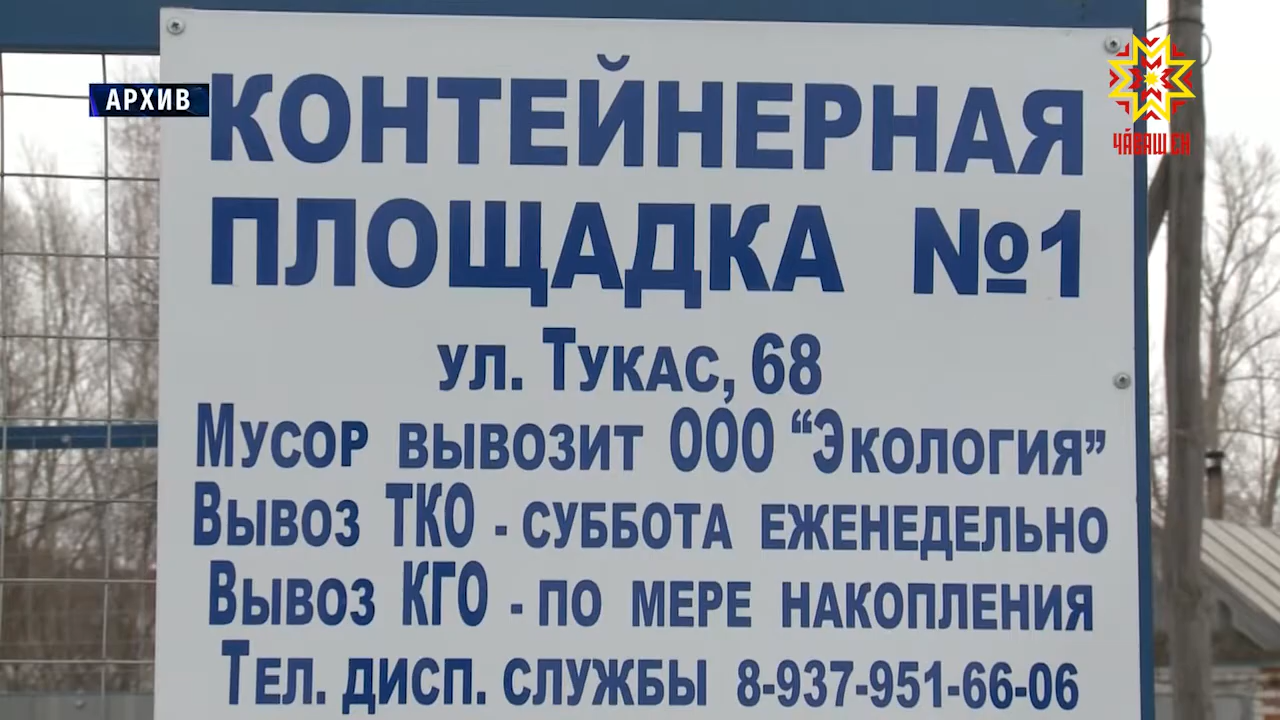 АРХИВ
ЧӐВАШ ЕН
КОНТЕЙНЕРНАЯ
ПЛОЩАДКА №1
ул. Тукас, 68
Мусор вывозит ООО “Экология”
Вывоз ТКО - суббота еженедельно
Вывоз КГО - по мере накопления
Тел. дисп. службы 8-937-951-66-06